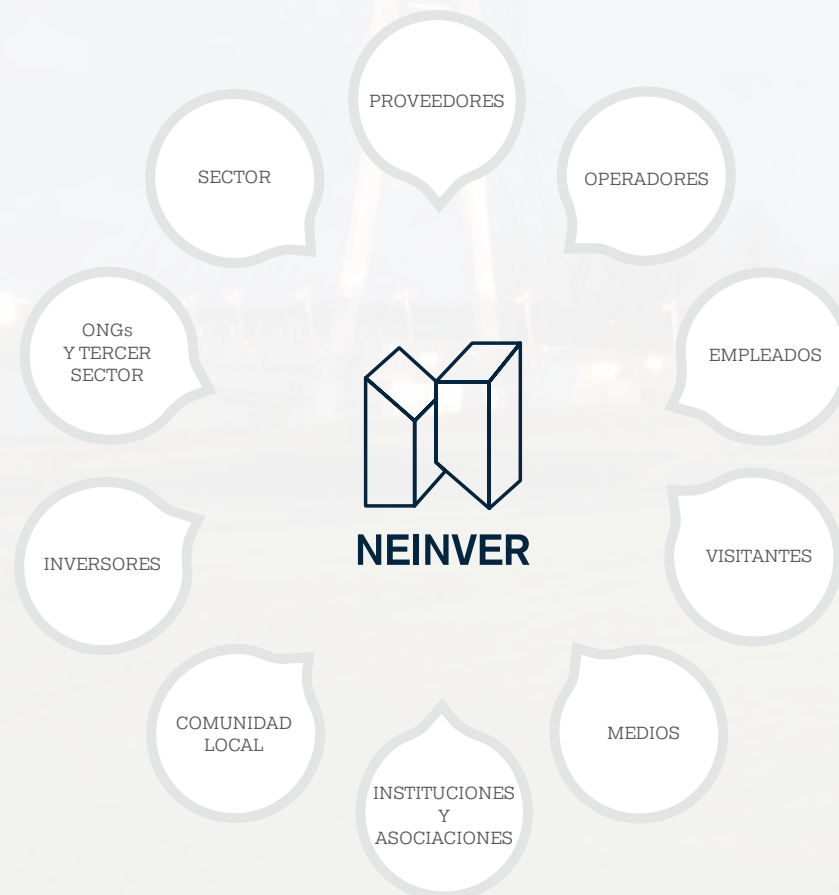 PROVEEDORES
SECTOR
OPERADORES
ONGs
Y TERCER
SECTOR
EMPLEADOS
NEINVER
INVERSORES
VISITANTES
COMUNIDAD
LOCAL
MEDIOS
INSTITUCIONES
Y
ASOCIACIONES